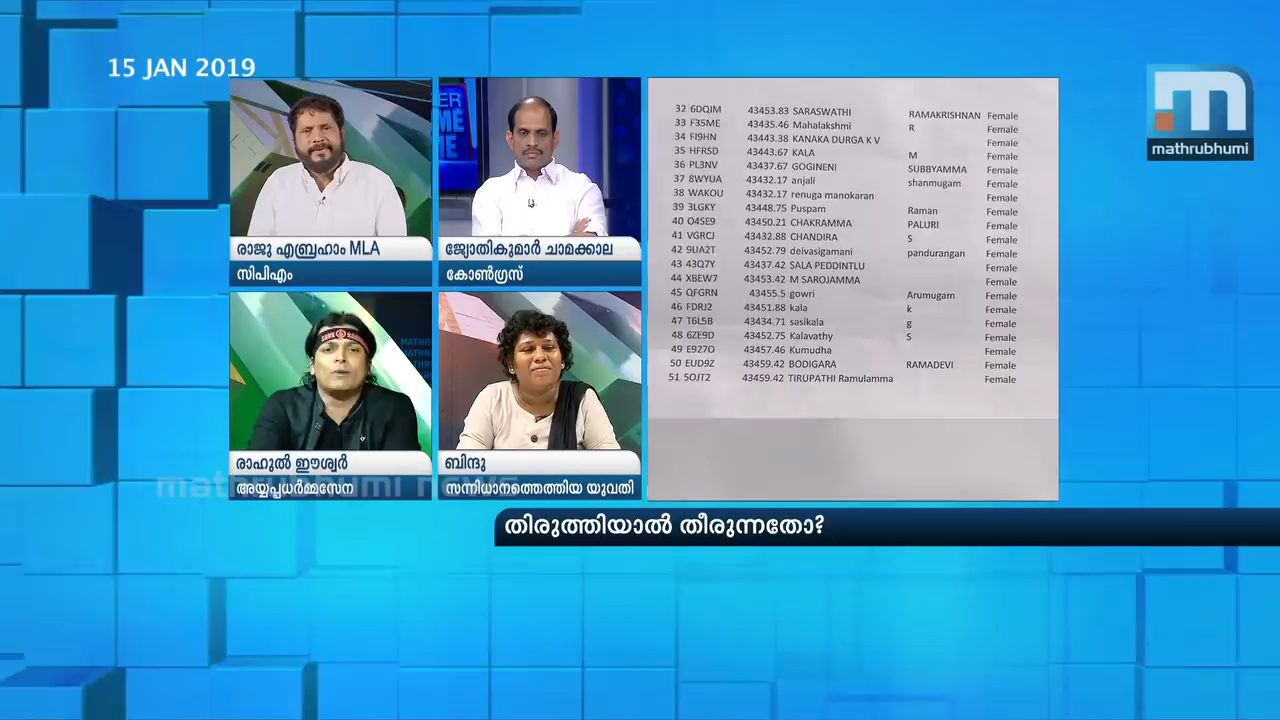 15 JAN 2019
mathrubhumi
രാജു എബ്രഹാം MLA
സിപിഎം
ജ്യോതികുമാർ ചാമക്കാല
കോൺഗ്രസ്
രാഹുൽ ഈശ്വർ
അയ്യപ്പധർമ്മസേന
ബിന്ദു
സന്നിധാനത്തെത്തിയ യുവതി
32 6DQIM 43453.83 SARASWATHI RAMAKRISHNAN Female
33 F35ME 43435.46 Mahalakshmi R Female
34 FI9HN 43443.38 KANAKA DURGA K V Female
35 HFRSD 43443.67 KALA M Female
36 PL3NV 43437.67 GOGINENI SUBBYAMMA Female
37 8WYUA 43432.17 anjali shanmugam Female
38 WAKOU 43432.17 renuga manokaran Female
39 3LGKY 43448.75 Puspam Raman Female
40 O4SE9 43450.21 CHAKRAMMA PALURI Female
41 VGRCJ 43432.88 CHANDIRA S Female
42 9UA2T 43452.79 deivasigamani pandurangan Female
43 43Q7Y 43437.42 SALA PEDDINTLU Female
44 XBEW7 43453.42 M SAROJAMMA Female
45 QFGRN 43455.5 gowri Arumugam Female
46 FDRJ2 43451.88 kala k Female
47 T6L5B 43434.71 sasikala g Female
48 6ZE9D 43452.75 Kalavathy S Female
49 E927O 43457.46 Kumudha Female
50 EUD9Z 43459.42 BODIGARA RAMADEVI Female
51 5OJT2 43459.42 TIRUPATHI Ramulamma Female
mathrubhumi news
തിരുത്തിയാൽ തീരുന്നതോ?